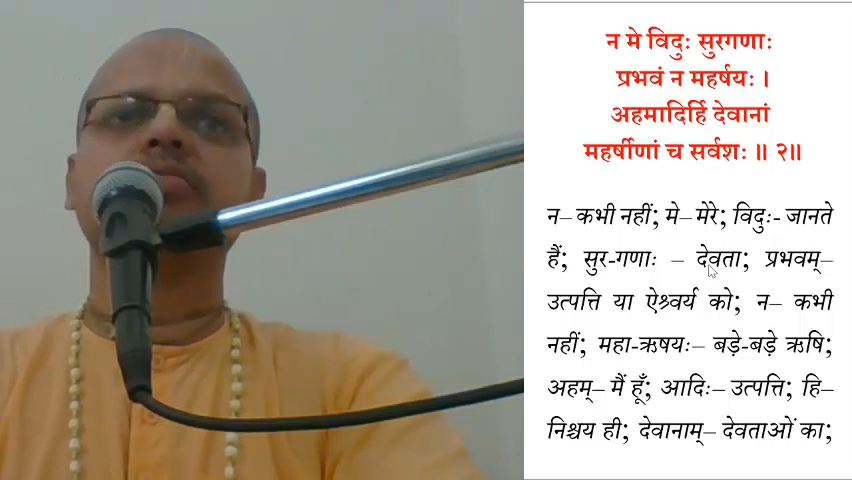 न मे विदुः सुरगणाः
प्रभवं न महर्षयः ।
अहमादिर्हि देवानां
महर्षीणां च सर्वशः ॥ २॥
न– कभी नहीं; मे– मेरे; विदुः- जानते
हैं; सुर-गणाः – देवता; प्रभवम्–
उत्पत्ति या ऐश्र्वर्य को; न– कभी
नहीं; महा-ऋषयः– बड़े-बड़े ऋषि;
अहम्– मैं हूँ; आदिः– उत्पत्ति; हि–
निश्चय ही; देवानाम्– देवताओं का;